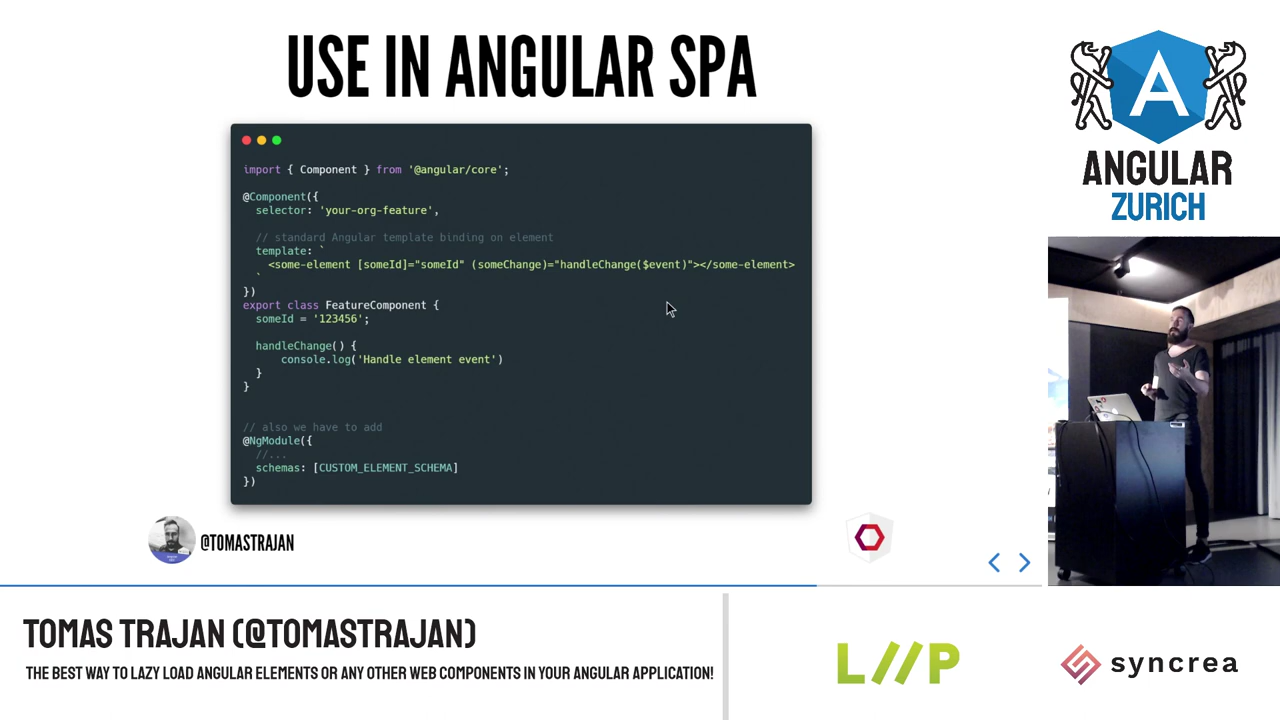 USE IN ANGULAR SPA
import { Component } from '@angular/core';
@Component({
selector: 'your-org-feature',
// standard Angular template binding on element
template: `
<some-element [someId]="someId" (someChange)="handleChange($event)"></some-element>
`
})
export class FeatureComponent {
someId = '123456';
handleChange() {
console.log('Handle element event')
}
}
// also we have to add
@NgModule({
//...
schemas: [CUSTOM_ELEMENT_SCHEMA]
})
@TOMASTRAJAN
A
ANGULAR
ZURICH
TOMAS TRAJAN (@TOMASTRAJAN)
THE BEST WAY TO LAZY LOAD ANGULAR ELEMENTS OR ANY OTHER WEB COMPONENTS IN YOUR ANGULAR APPLICATION!
LIIP
syncrea